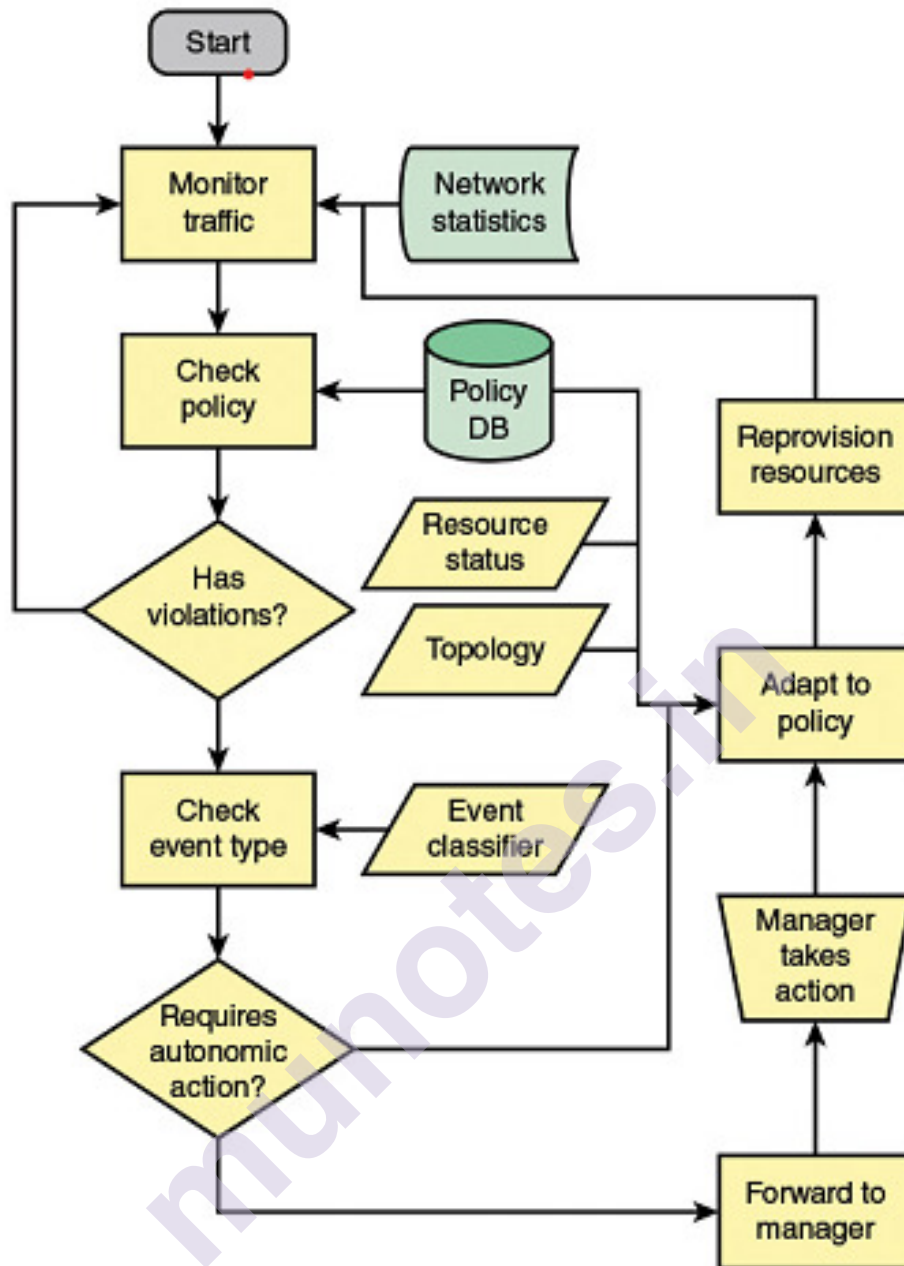 Start
Monitor
traffic
Network
statistics
Check
policy
Policy
DB
Reprovision
resources
Resource
status
Has
violations?
Topology
Adapt to
policy
Check
event type
Event
classifier
Manager
takes
action
Requires
autonomic
action?
Forward to
manager
munotes.in